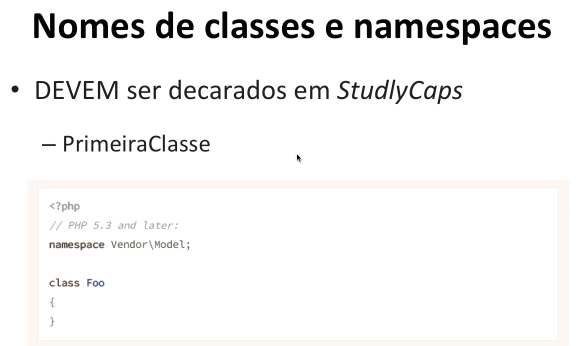 Nomes de classes e namespaces
• DEVEM ser decarados em StudlyCaps
– PrimeiraClasse
<?php
// PHP 5.3 and later:
namespace Vendor\Model;
class Foo
{
}